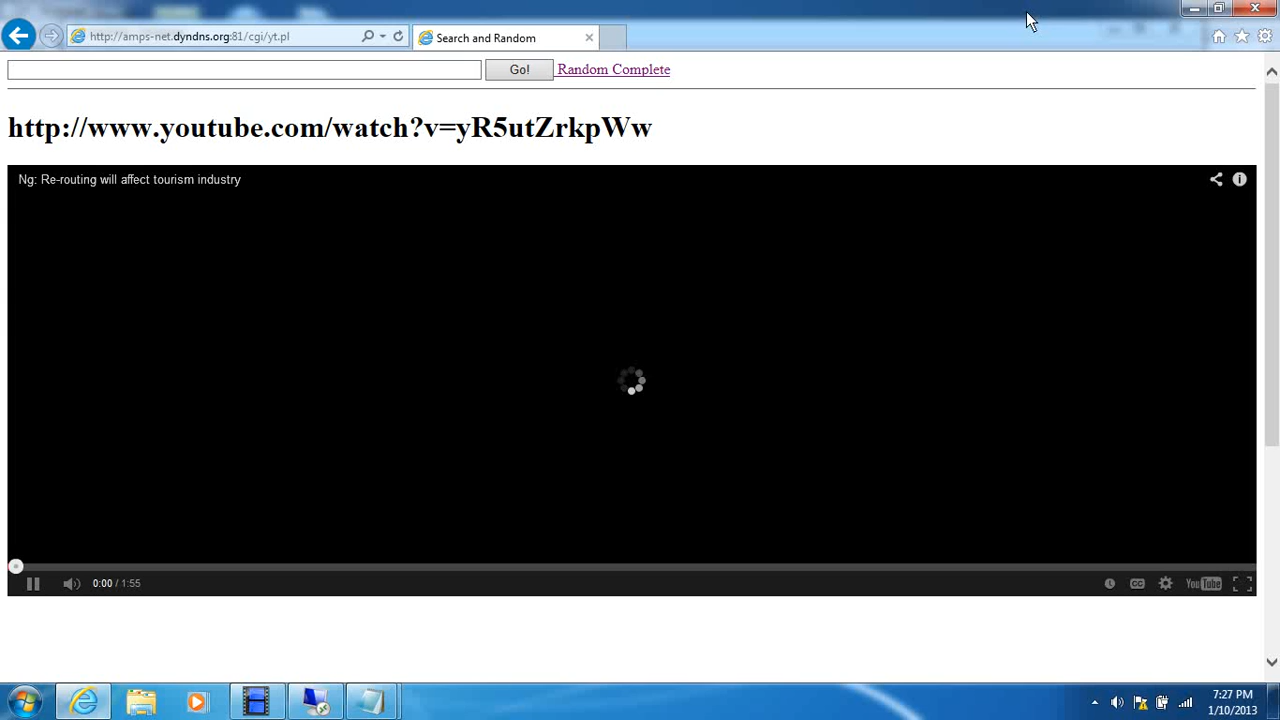 http://amps-net.dyndns.org:81/cgi/yt.pl
Search and Random
Go!
Random Complete
http://www.youtube.com/watch?v=yR5utZrkpWw
Ng: Re-routing will affect tourism industry
0:00 / 1:55
CC
YouTube
7:27 PM
1/10/2013